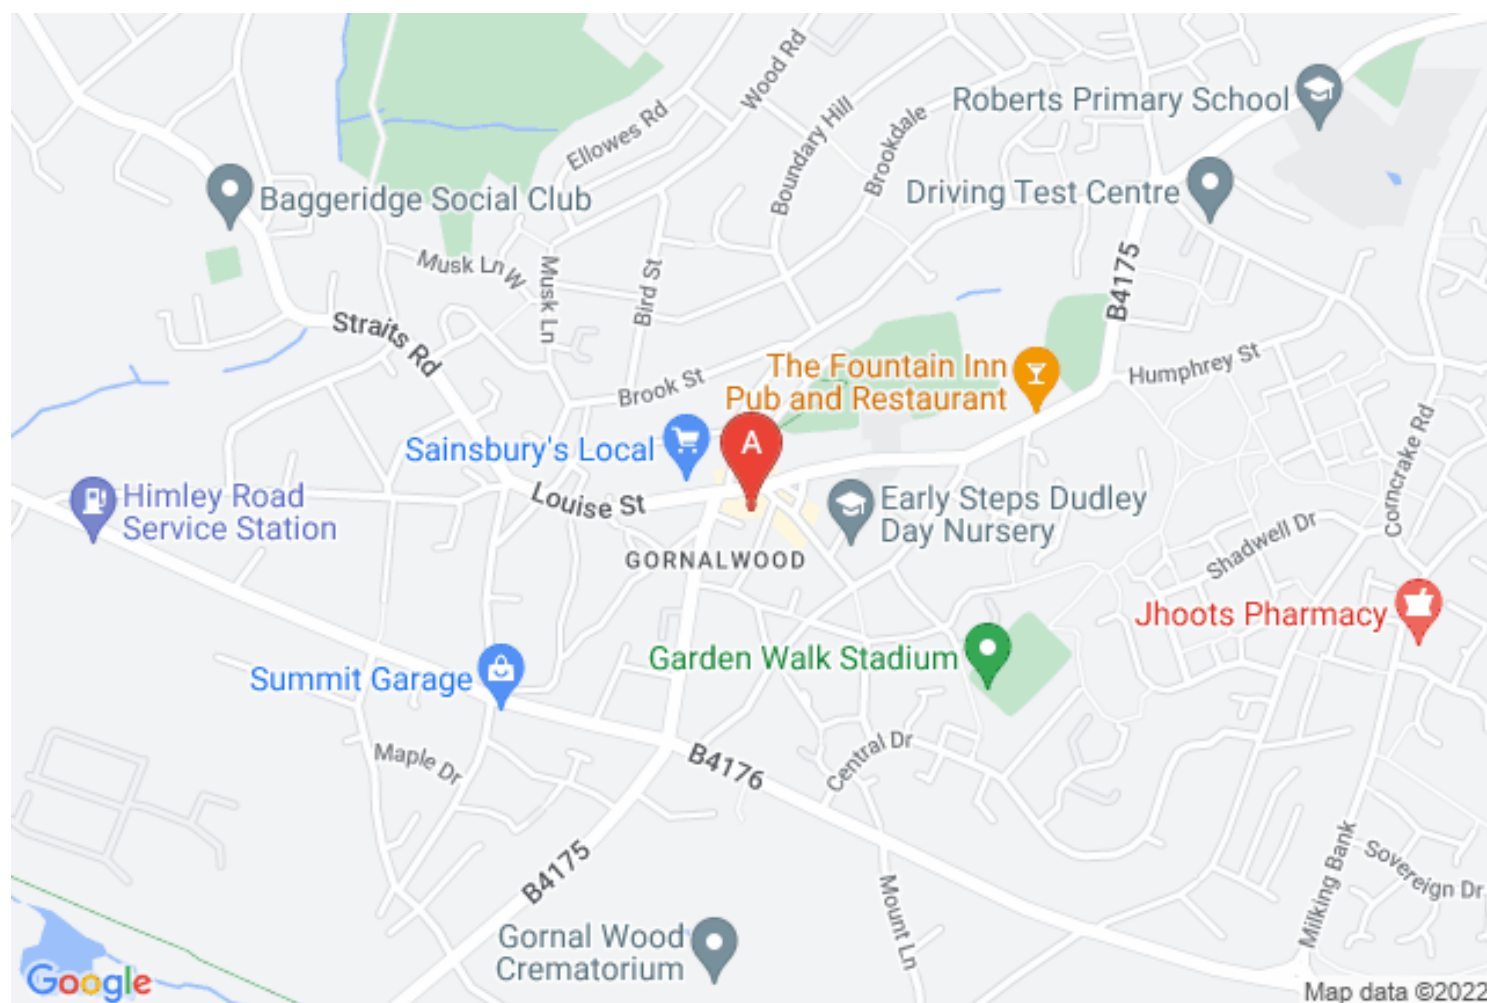 Wood Rd
Roberts Primary School
Ellowes Rd
Boundary Hill
Brookdale
Driving Test Centre
Baggeridge Social Club
Musk Ln W
Musk Ln
Bird St
B4175
Straits Rd
The Fountain Inn
Pub and Restaurant
Humphrey St
Brook St
A
Sainsbury's Local
Corncrake Rd
Himley Road
Service Station
Louise St
Early Steps Dudley
Day Nursery
Shadwell Dr
GORNALWOOD
Jhoots Pharmacy
Garden Walk Stadium
Summit Garage
Maple Dr
B4176
Central Dr
B4175
Mount Ln
Milking Bank
Sovereign Dr
Gornal Wood
Crematorium
Google
Map data ©2022